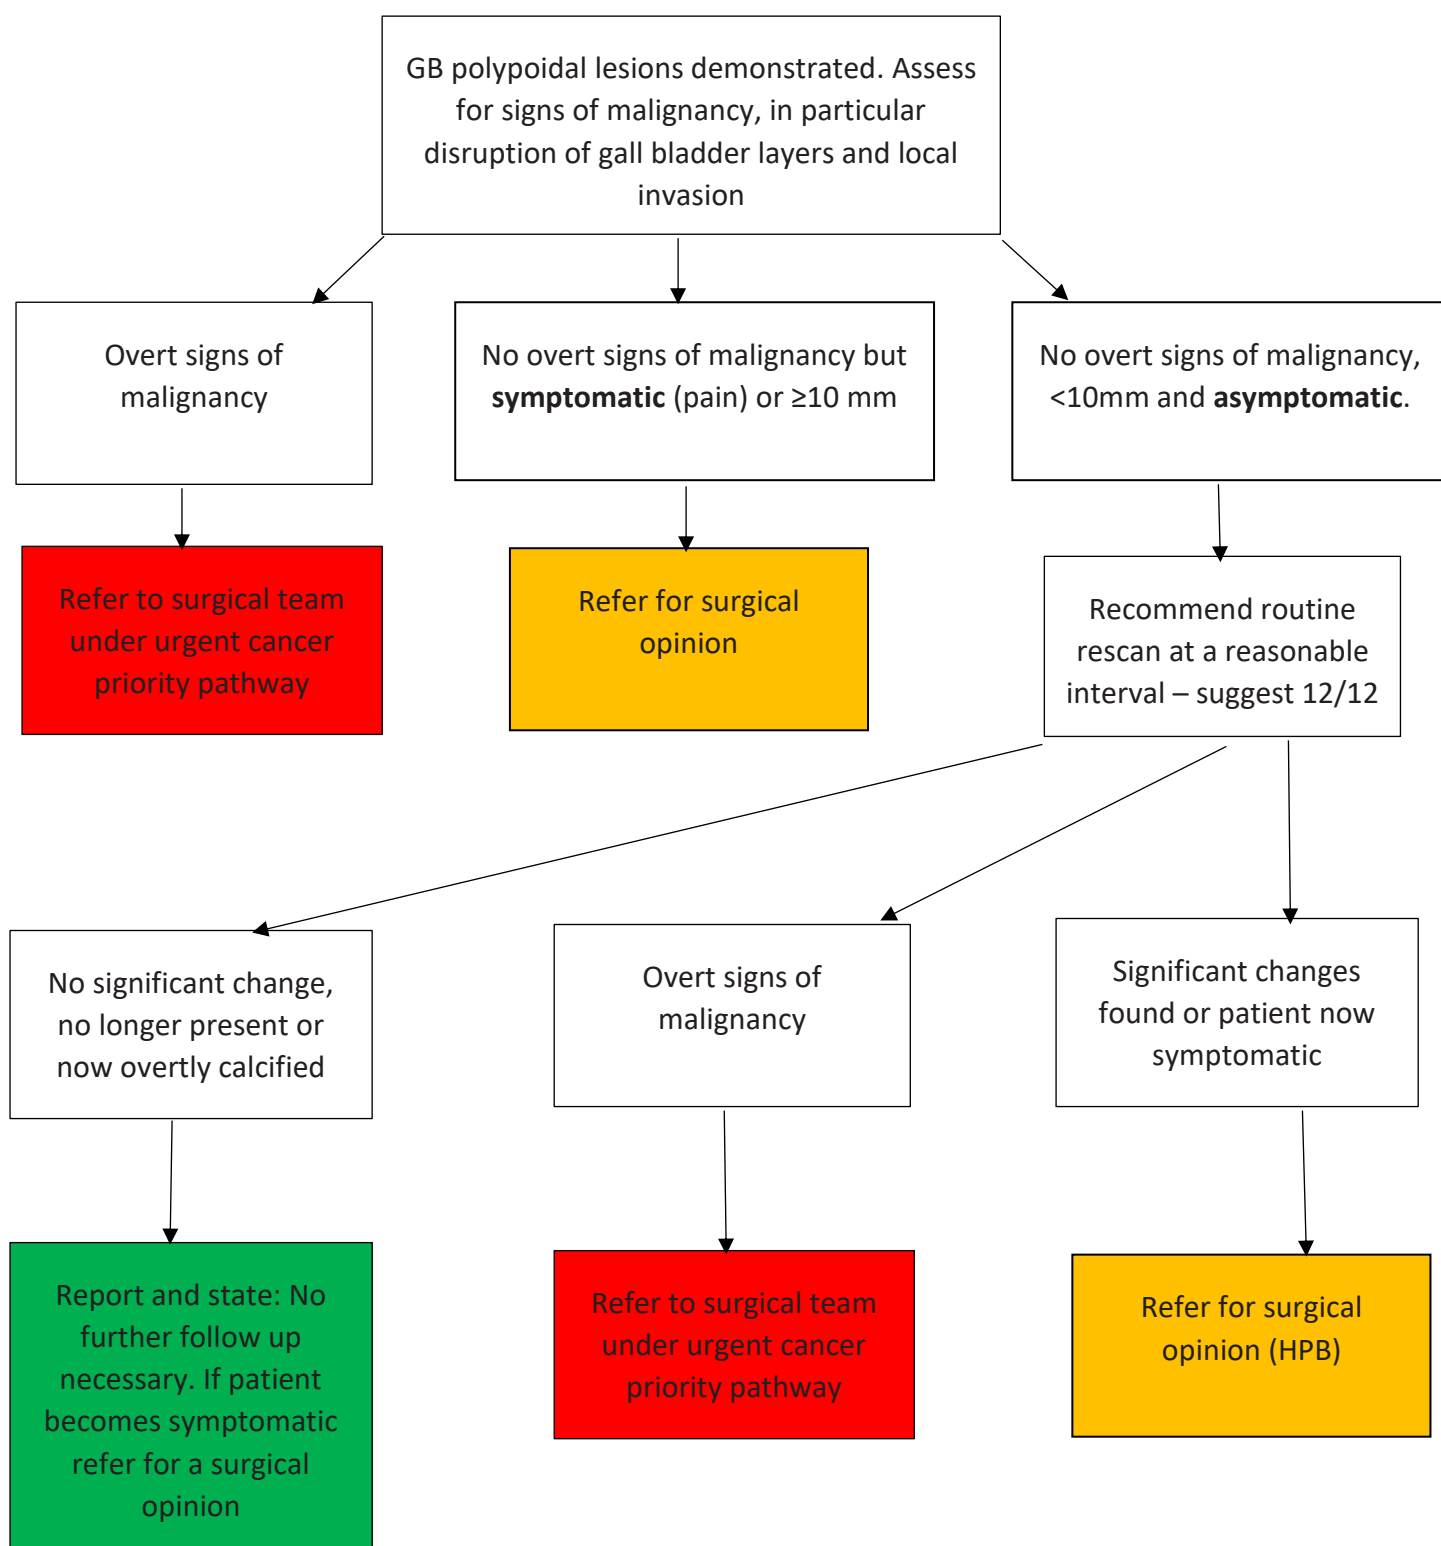 GB polypoidal lesions demonstrated. Assess
for signs of malignancy, in particular
disruption of gall bladder layers and local
invasion
Overt signs of
malignancy
No overt signs of malignancy but
symptomatic (pain) or ≥10 mm
No overt signs of malignancy,
<10mm and asymptomatic.
Refer to surgical team
under urgent cancer
priority pathway
Refer for surgical
opinion
Recommend routine
rescan at a reasonable
interval – suggest 12/12
No significant change,
no longer present or
now overtly calcified
Overt signs of
malignancy
Significant changes
found or patient now
symptomatic
Report and state: No
further follow up
necessary. If patient
becomes symptomatic
refer for a surgical
opinion
Refer to surgical team
under urgent cancer
priority pathway
Refer for surgical
opinion (HPB)